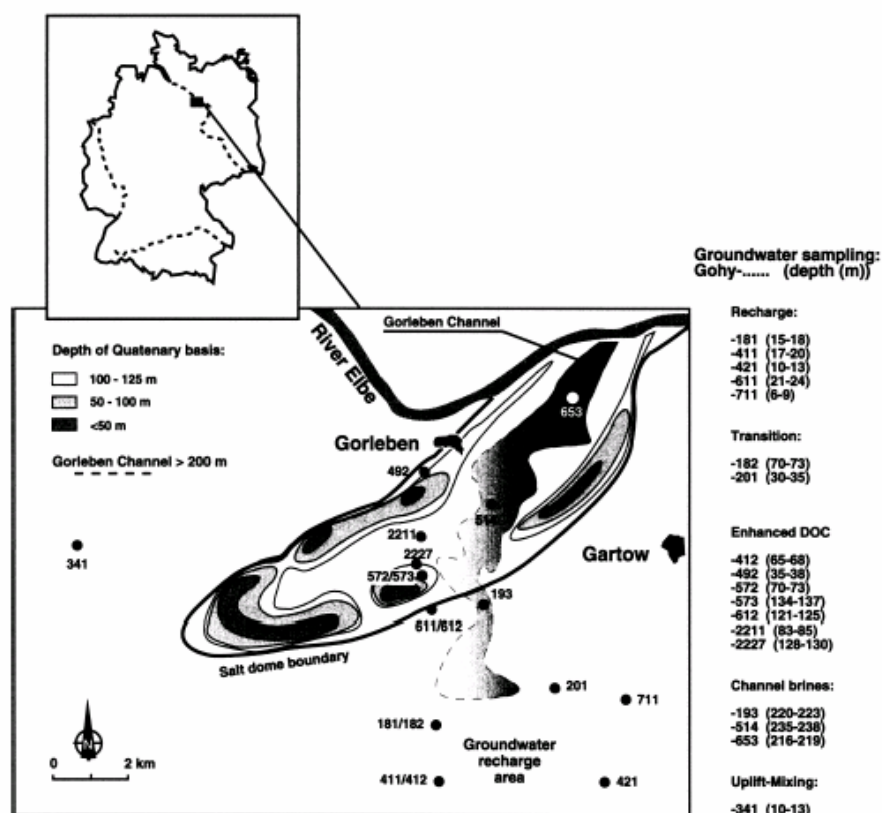 Groundwater sampling:
Gohy-...... (depth (m))
Recharge:
-181 (15-18)
-411 (17-20)
-421 (10-13)
-611 (21-24)
-711 (6-9)
Transition:
-182 (70-73)
-201 (30-35)
Enhanced DOC
-412 (65-68)
-492 (35-38)
-572 (70-73)
-573 (134-137)
-612 (121-125)
-2211 (83-85)
-2227 (128-130)
Channel brines:
-193 (220-223)
-514 (235-238)
-653 (216-219)
Uplift-Mixing:
-341 (10-13)
Gorleben Channel
River Elbe
Depth of Quatenary basis:
100 - 125 m
50 - 100 m
<50 m
Gorleben Channel > 200 m
653
Gorleben
492
514
2211
341
2227
572/573
Gartow
193
611/612
Salt dome boundary
201
711
181/182
Groundwater
recharge
area
N
0 2 km
411/412
421